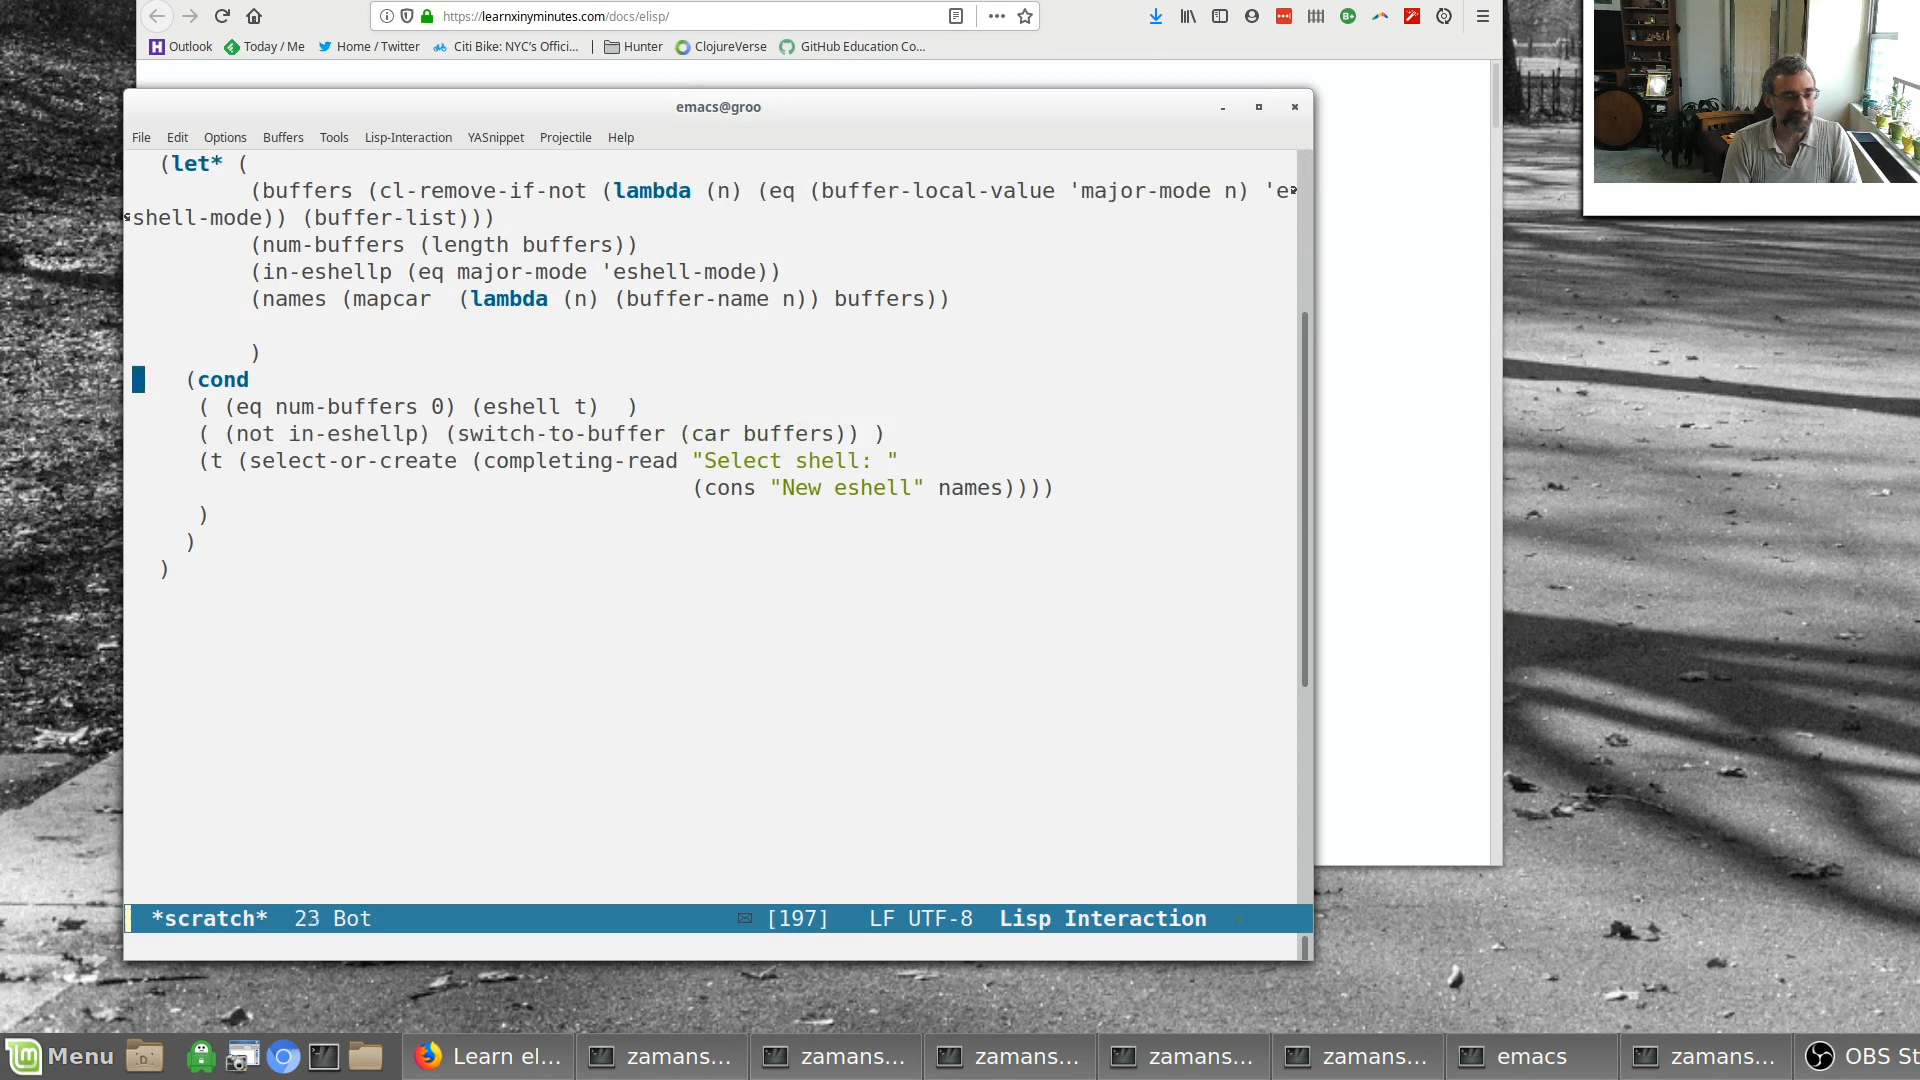 https://learnxinyminutes.com/docs/elisp/
Outlook Today / Me Home / Twitter Citi Bike: NYC's Offici... Hunter ClojureVerse GitHub Education Co...
emacs@groo
File Edit Options Buffers Tools Lisp-Interaction YASnippet Projectile Help
(let* (
(buffers (cl-remove-if-not (lambda (n) (eq (buffer-local-value 'major-mode n) 'e
shell-mode)) (buffer-list)))
(num-buffers (length buffers))
(in-eshellp (eq major-mode 'eshell-mode))
(names (mapcar  (lambda (n) (buffer-name n)) buffers))
)
(cond
( (eq num-buffers 0) (eshell t)  )
( (not in-eshellp) (switch-to-buffer (car buffers)) )
(t (select-or-create (completing-read "Select shell: "
(cons "New eshell" names))))
)
)
)
*scratch* 23 Bot [197] LF UTF-8 Lisp Interaction
Menu Learn el... zamans... zamans... zamans... zamans... zamans... emacs zamans... OBS St